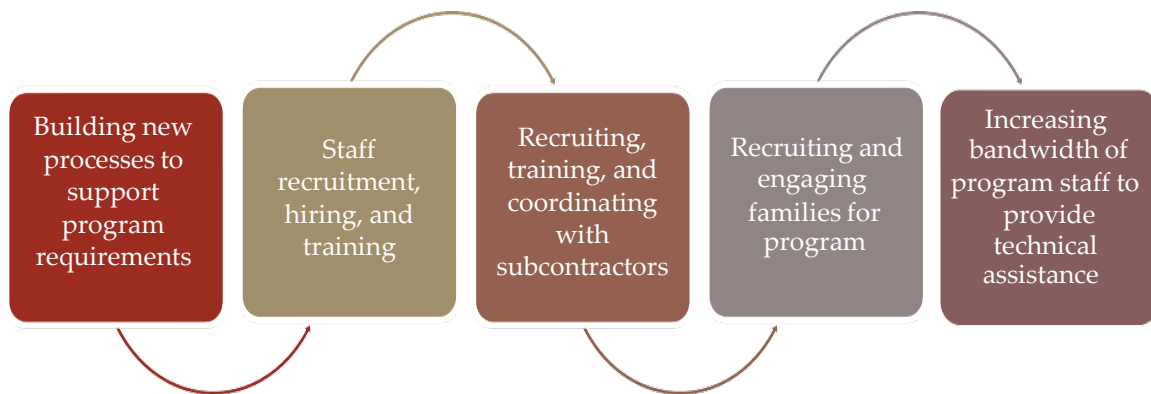 Building new
processes to
support
program
requirements
Staff
recruitment,
hiring, and
training
Recruiting,
training, and
coordinating
with
subcontractors
Recruiting and
engaging
families for
program
Increasing
bandwidth of
program staff to
provide
technical
assistance